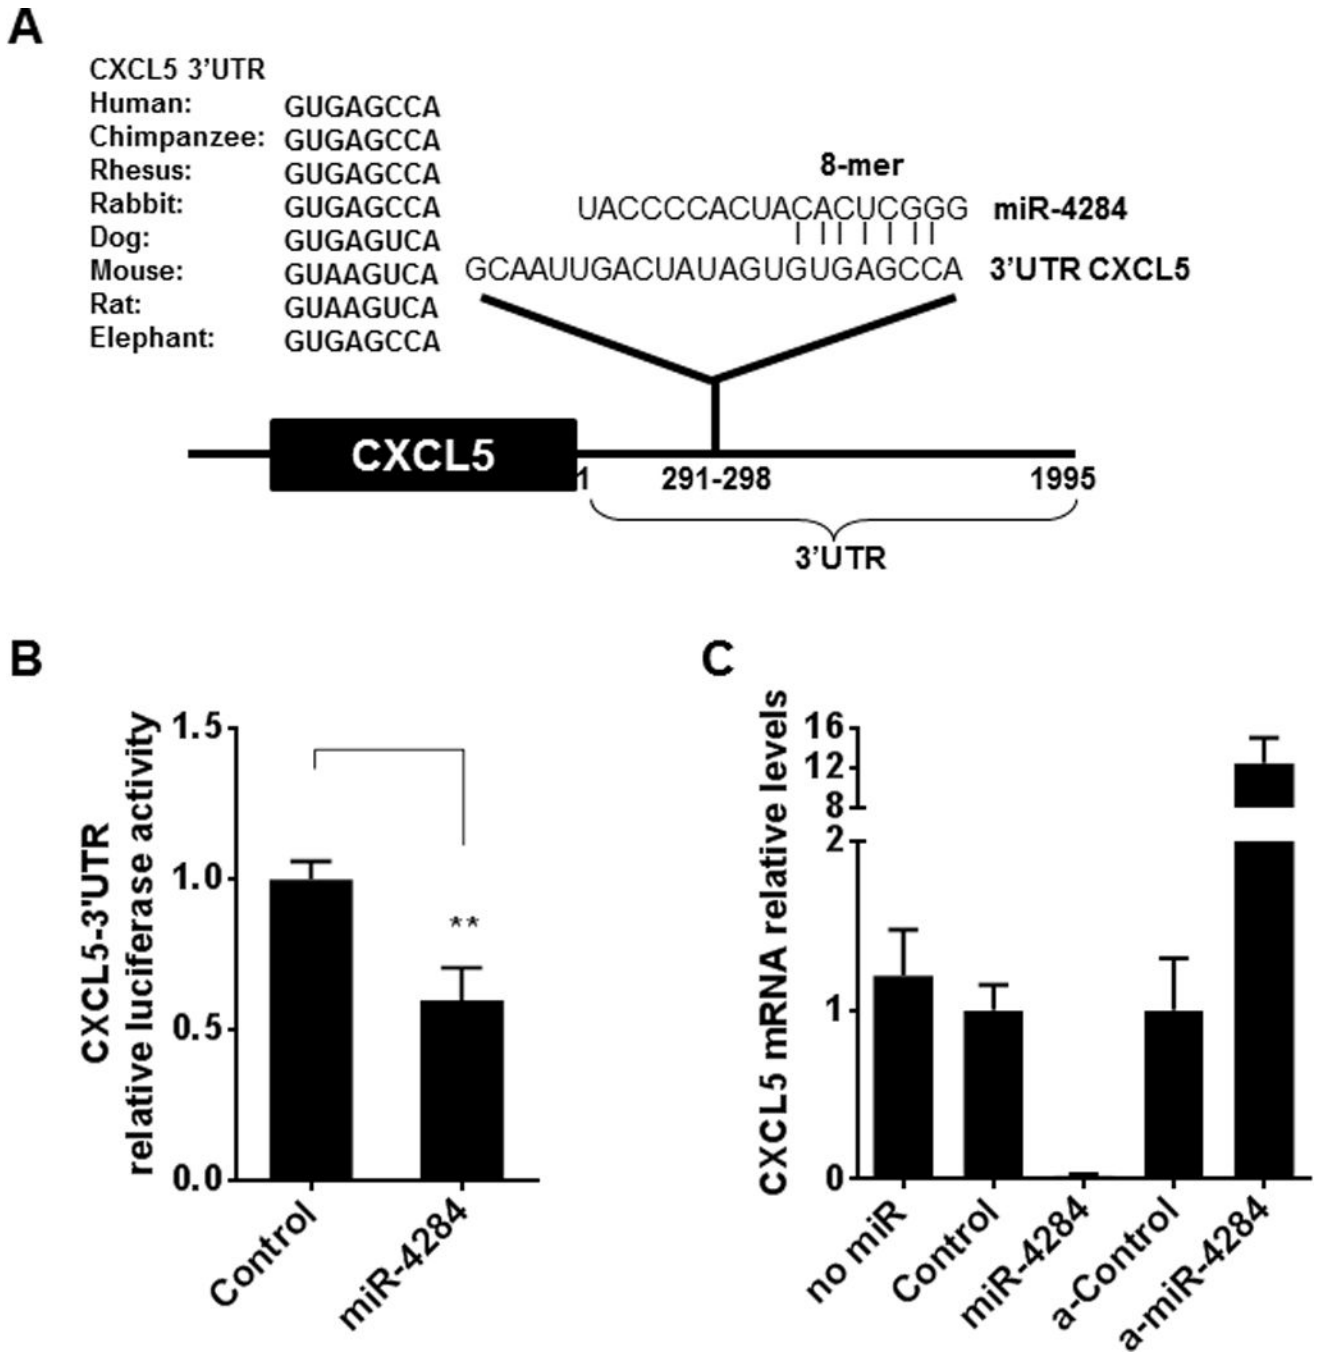 A
CXCL5 3’UTR
Human: GUGAGCCA
Chimpanzee: GUGAGCCA
Rhesus: GUGAGCCA
Rabbit: GUGAGCCA
Dog: GUGAGUCA
Mouse: GUAAGUCA
Rat: GUAAGUCA
Elephant: GUGAGCCA
8-mer
UACCCCACUACACUCGGG miR-4284
GCAAUUGACUAUAGUGUGAGCCA 3’UTR CXCL5
CXCL5
1 291-298 1995
3’UTR
B
CXCL5-3'UTR
relative luciferase activity
1.5
1.0
0.5
0.0
**
Control
miR-4284
C
CXCL5 mRNA relative levels
16
12
8
2
1
0
no miR
Control
miR-4284
a-Control
a-miR-4284